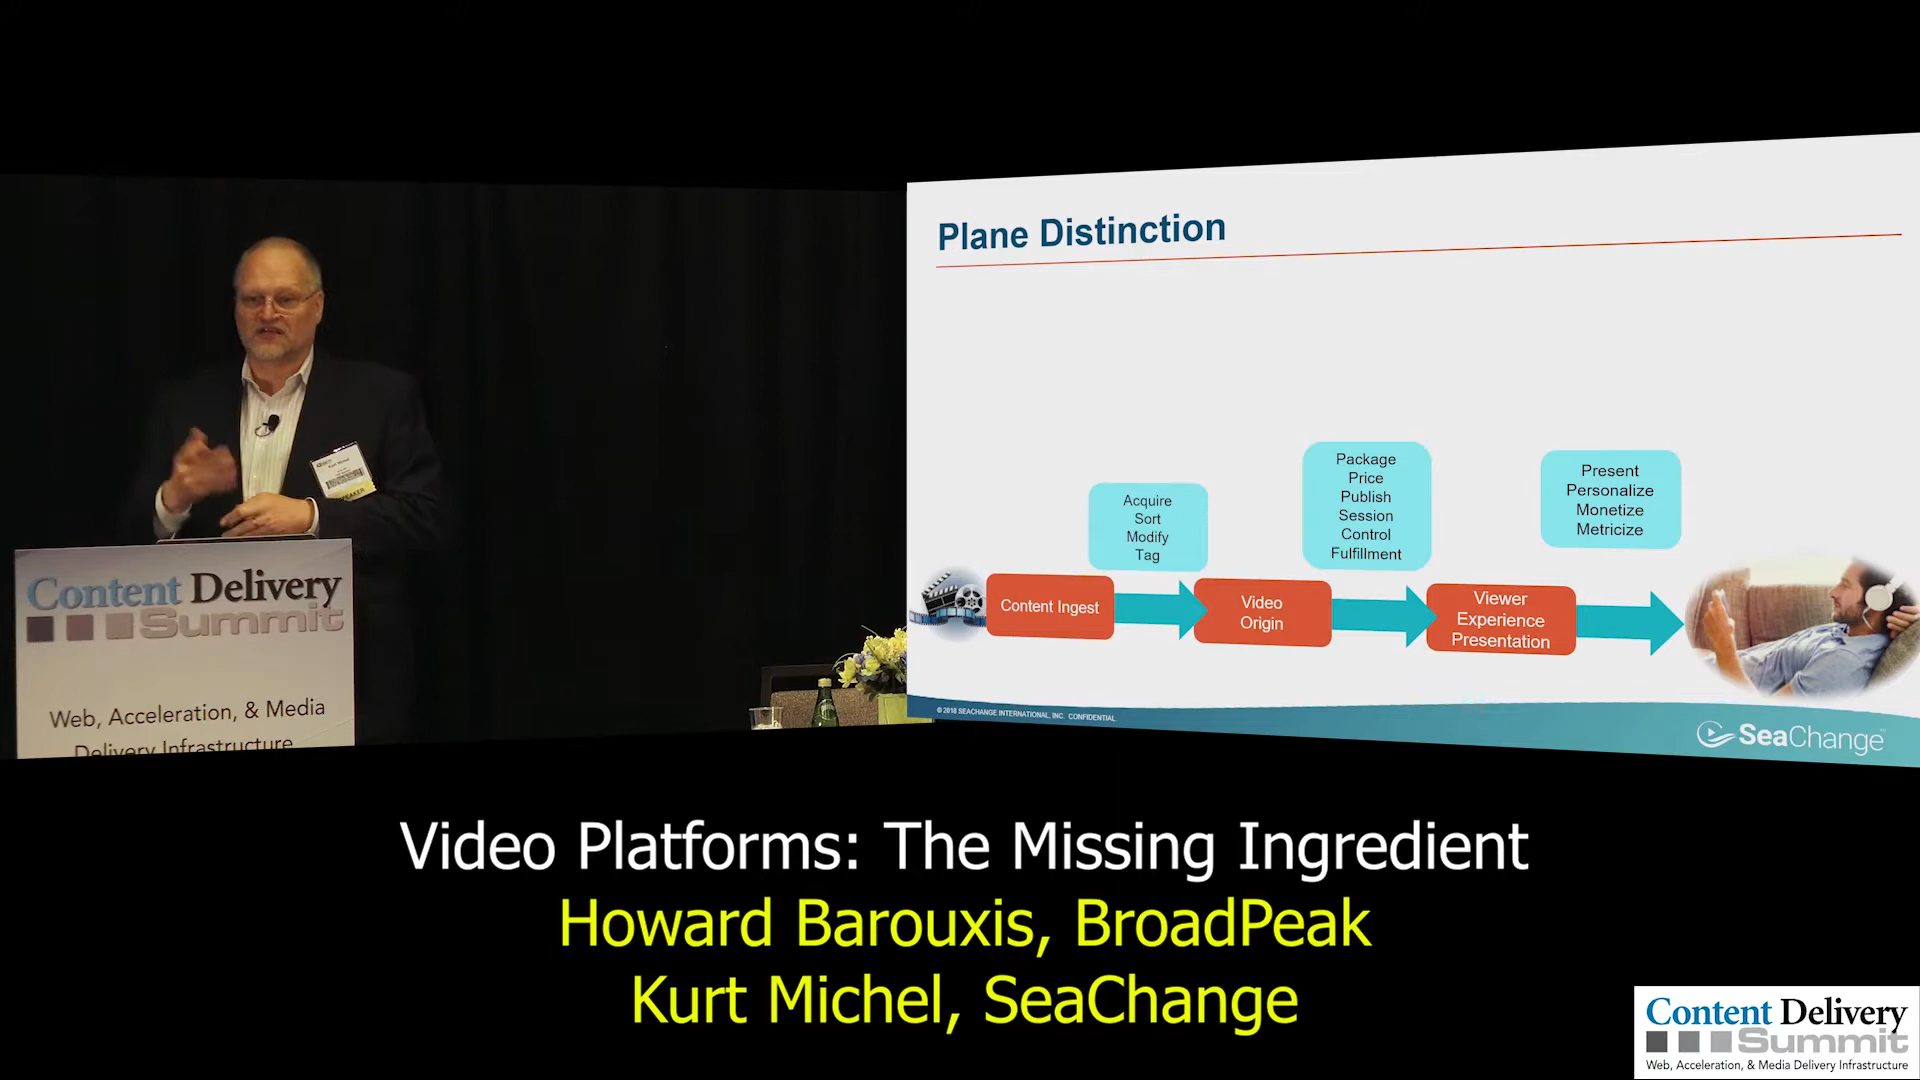 Plane Distinction
Acquire
Sort
Modify
Tag
Package
Price
Publish
Session
Control
Fulfillment
Present
Personalize
Monetize
Metricize
Content Ingest
Video
Origin
Viewer
Experience
Presentation
© 2018 SEACHANGE INTERNATIONAL, INC. CONFIDENTIAL
SeaChange
Content Delivery
Summit
Web, Acceleration, & Media
Delivery Infrastructure
Video Platforms: The Missing Ingredient
Howard Barouxis, BroadPeak
Kurt Michel, SeaChange
Content Delivery
Summit
Web, Acceleration, & Media Delivery Infrastructure